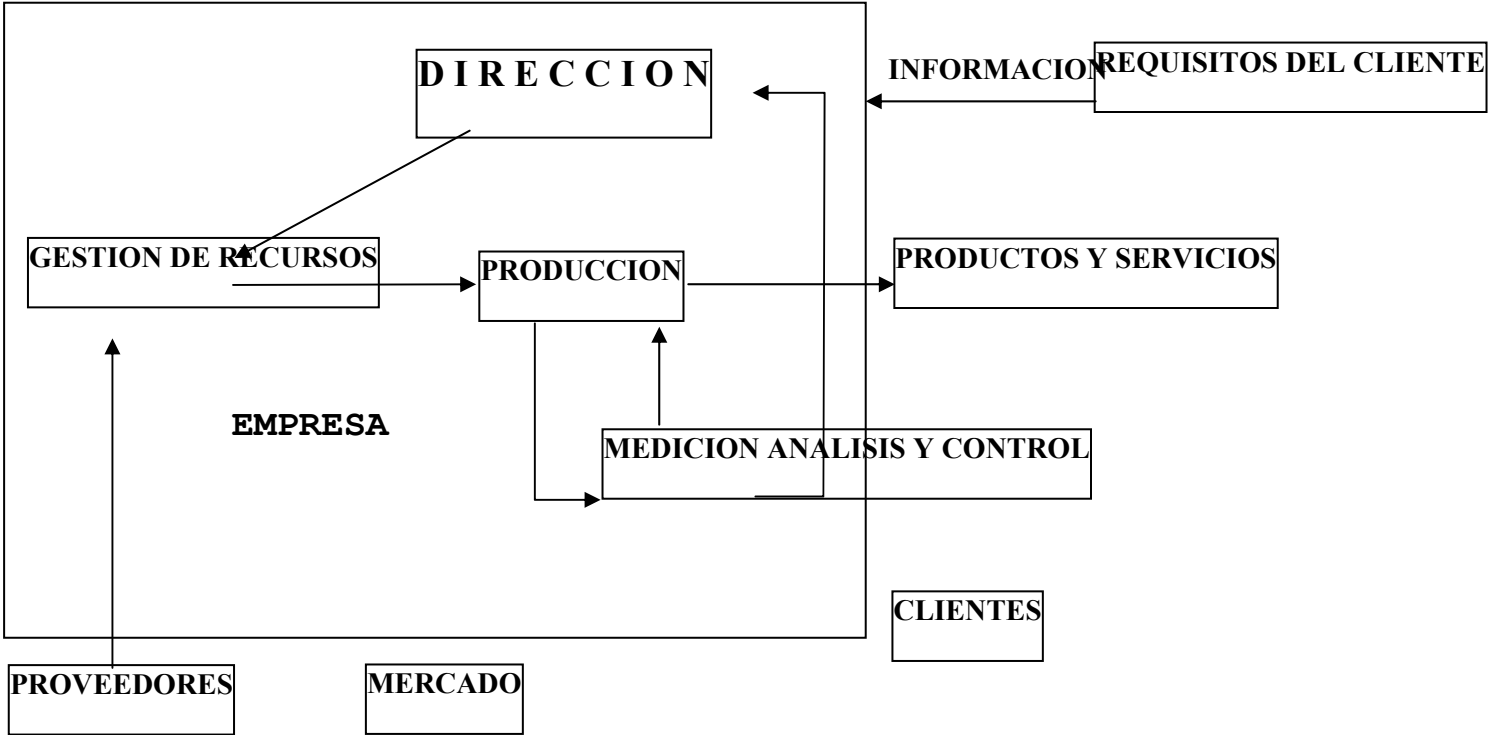 D I R E C C I O N
INFORMACION
REQUISITOS DEL CLIENTE
GESTION DE RECURSOS
PRODUCCION
PRODUCTOS Y SERVICIOS
EMPRESA
MEDICION ANALISIS Y CONTROL
CLIENTES
PROVEEDORES
MERCADO